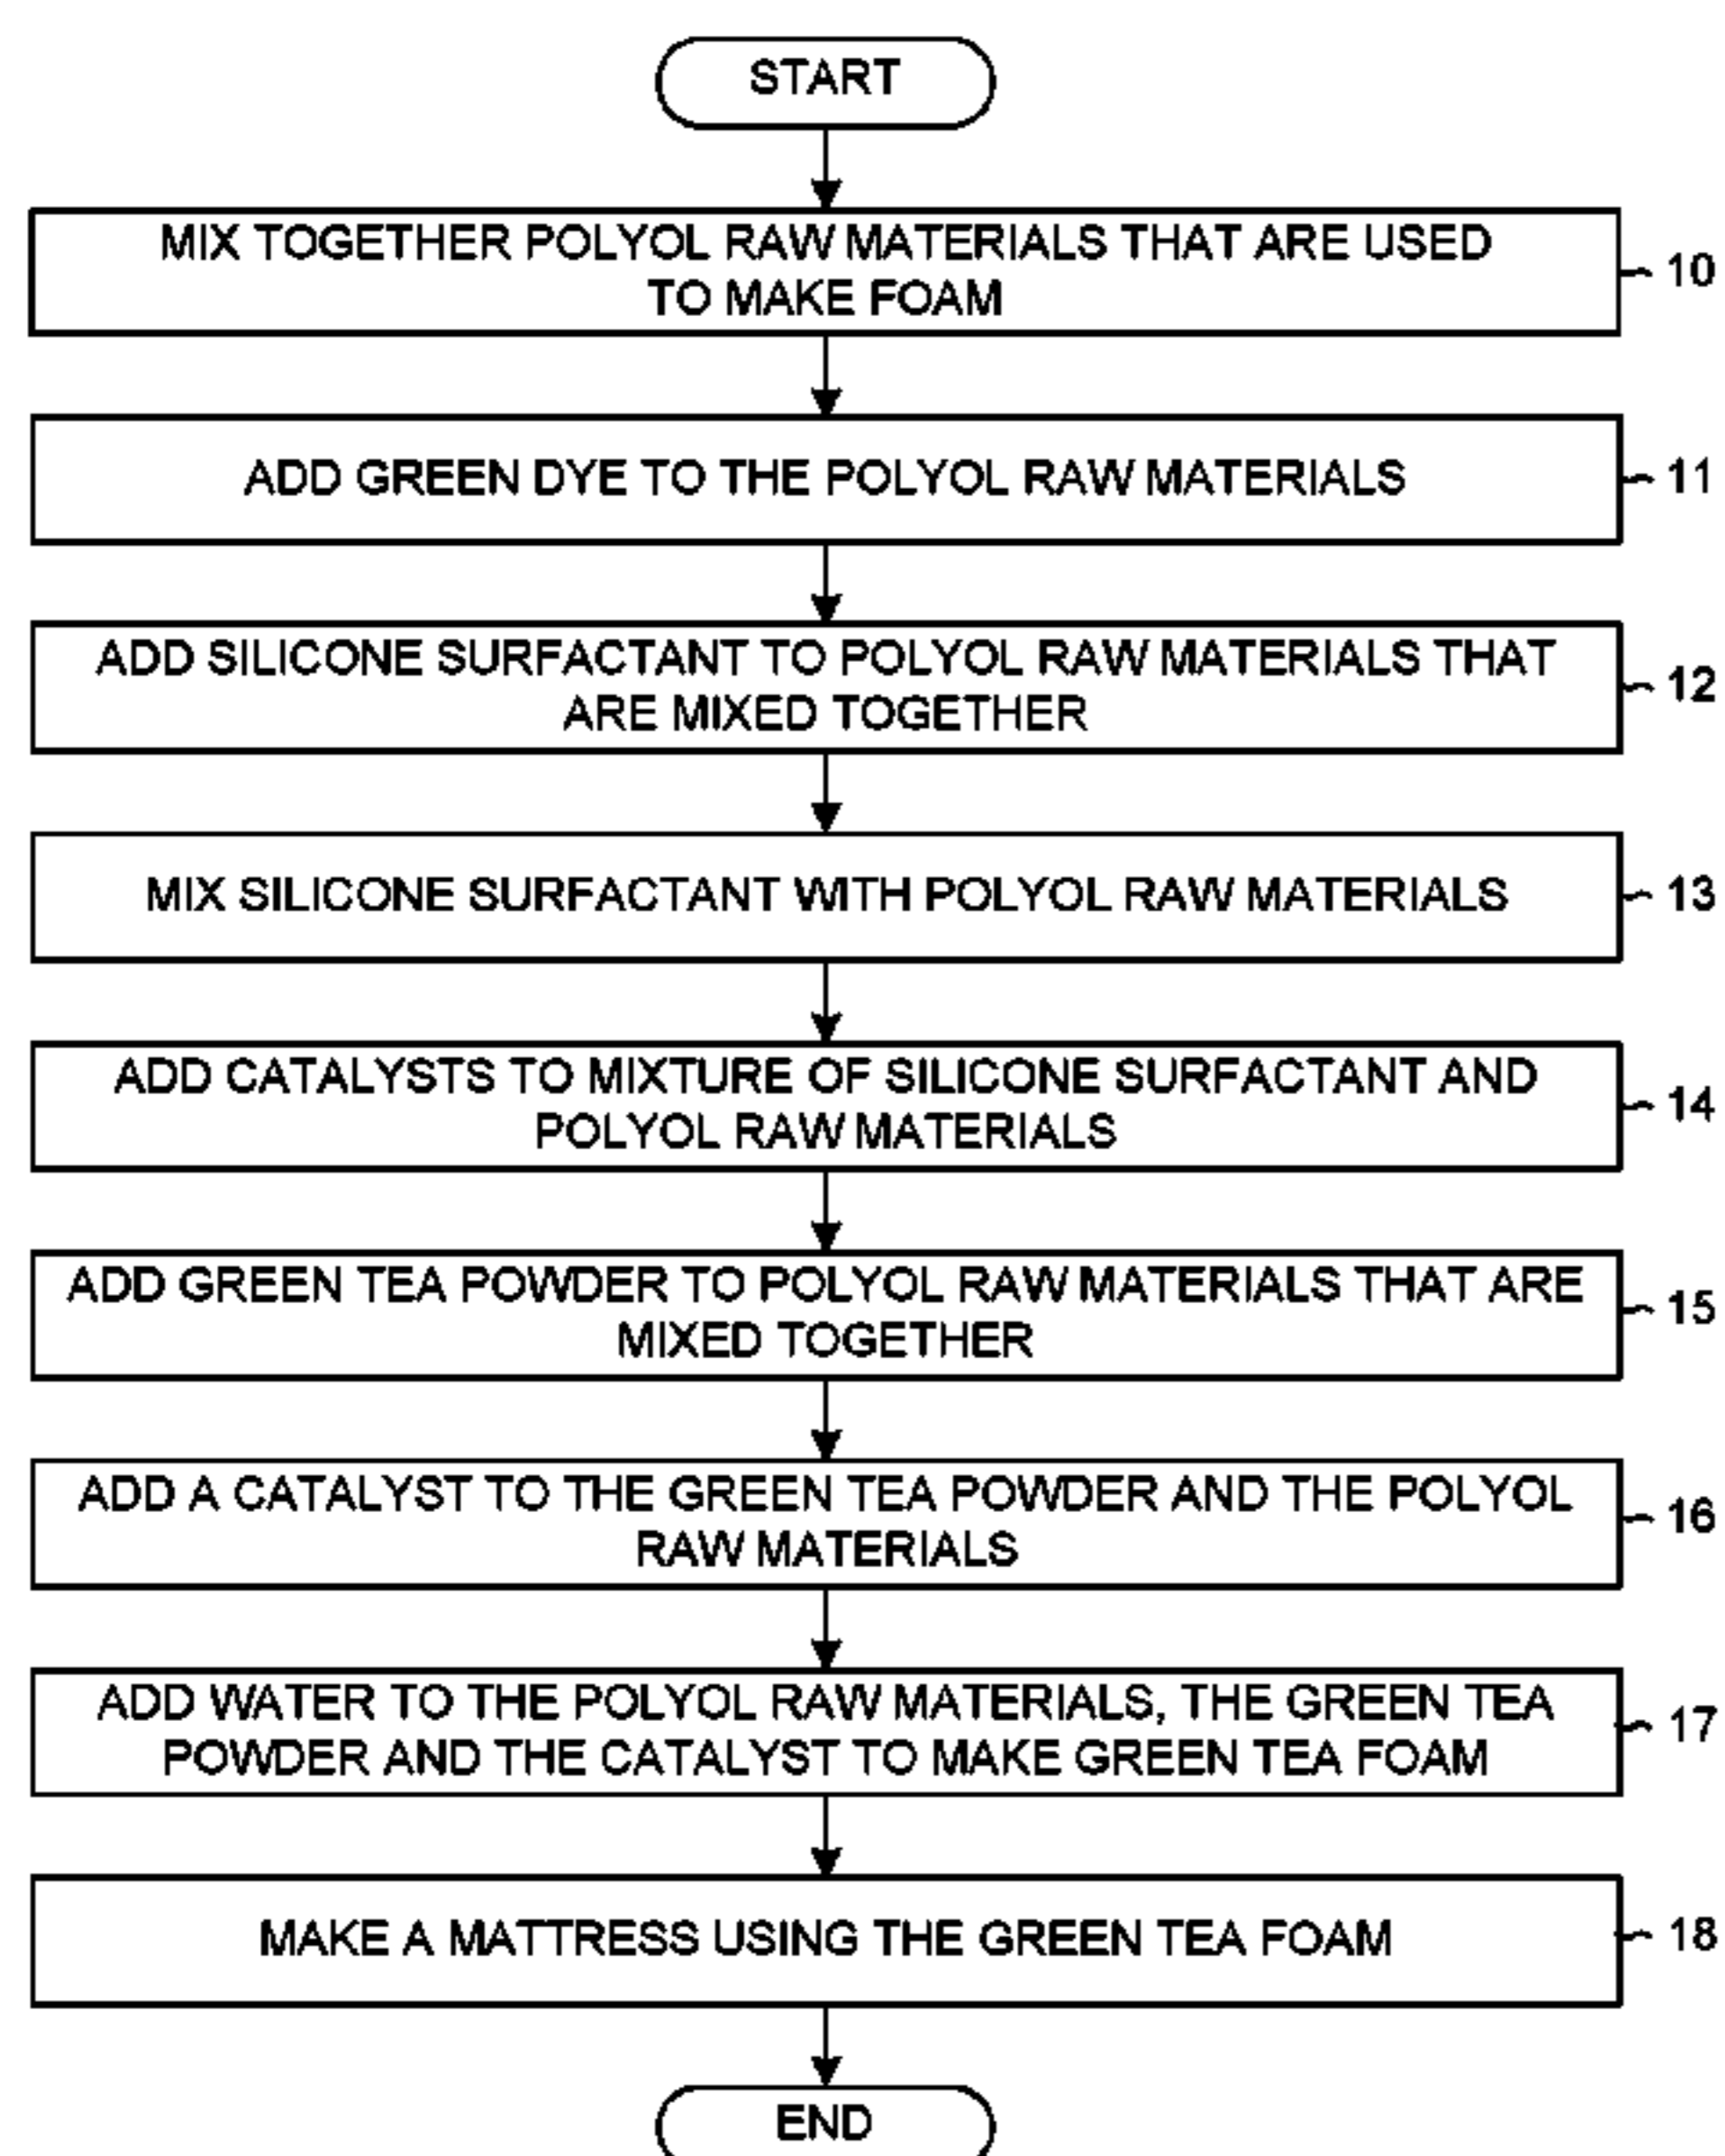 START
MIX TOGETHER POLYOL RAW MATERIALS THAT ARE USED
TO MAKE FOAM
10
ADD GREEN DYE TO THE POLYOL RAW MATERIALS
11
ADD SILICONE SURFACTANT TO POLYOL RAW MATERIALS THAT
ARE MIXED TOGETHER
12
MIX SILICONE SURFACTANT WITH POLYOL RAW MATERIALS
13
ADD CATALYSTS TO MIXTURE OF SILICONE SURFACTANT AND
POLYOL RAW MATERIALS
14
ADD GREEN TEA POWDER TO POLYOL RAW MATERIALS THAT ARE
MIXED TOGETHER
15
ADD A CATALYST TO THE GREEN TEA POWDER AND THE POLYOL
RAW MATERIALS
16
ADD WATER TO THE POLYOL RAW MATERIALS, THE GREEN TEA
POWDER AND THE CATALYST TO MAKE GREEN TEA FOAM
17
MAKE A MATTRESS USING THE GREEN TEA FOAM
18
END